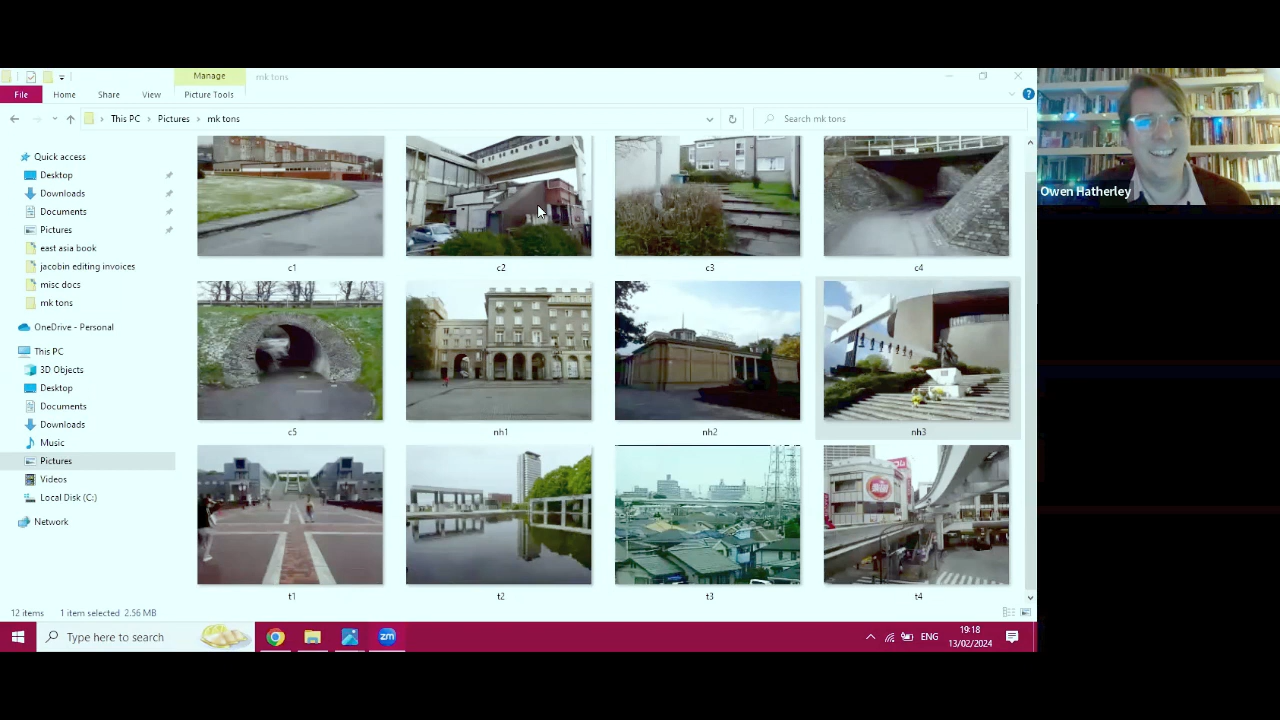 Manage
mk tons
File
Home
Share
View
Picture Tools
This PC
Pictures
mk tons
Search mk tons
Quick access
Desktop
Downloads
Documents
Pictures
east asia book
jacobin editing invoices
misc docs
mk tons
OneDrive - Personal
This PC
3D Objects
Desktop
Documents
Downloads
Music
Pictures
Videos
Local Disk (C:)
Network
c1
c2
c3
c4
c5
nh1
nh2
nh3
t1
t2
t3
t4
12 items
1 item selected 2.56 MB
Type here to search
zm
ENG
19:18
13/02/2024
Owen Hatherley